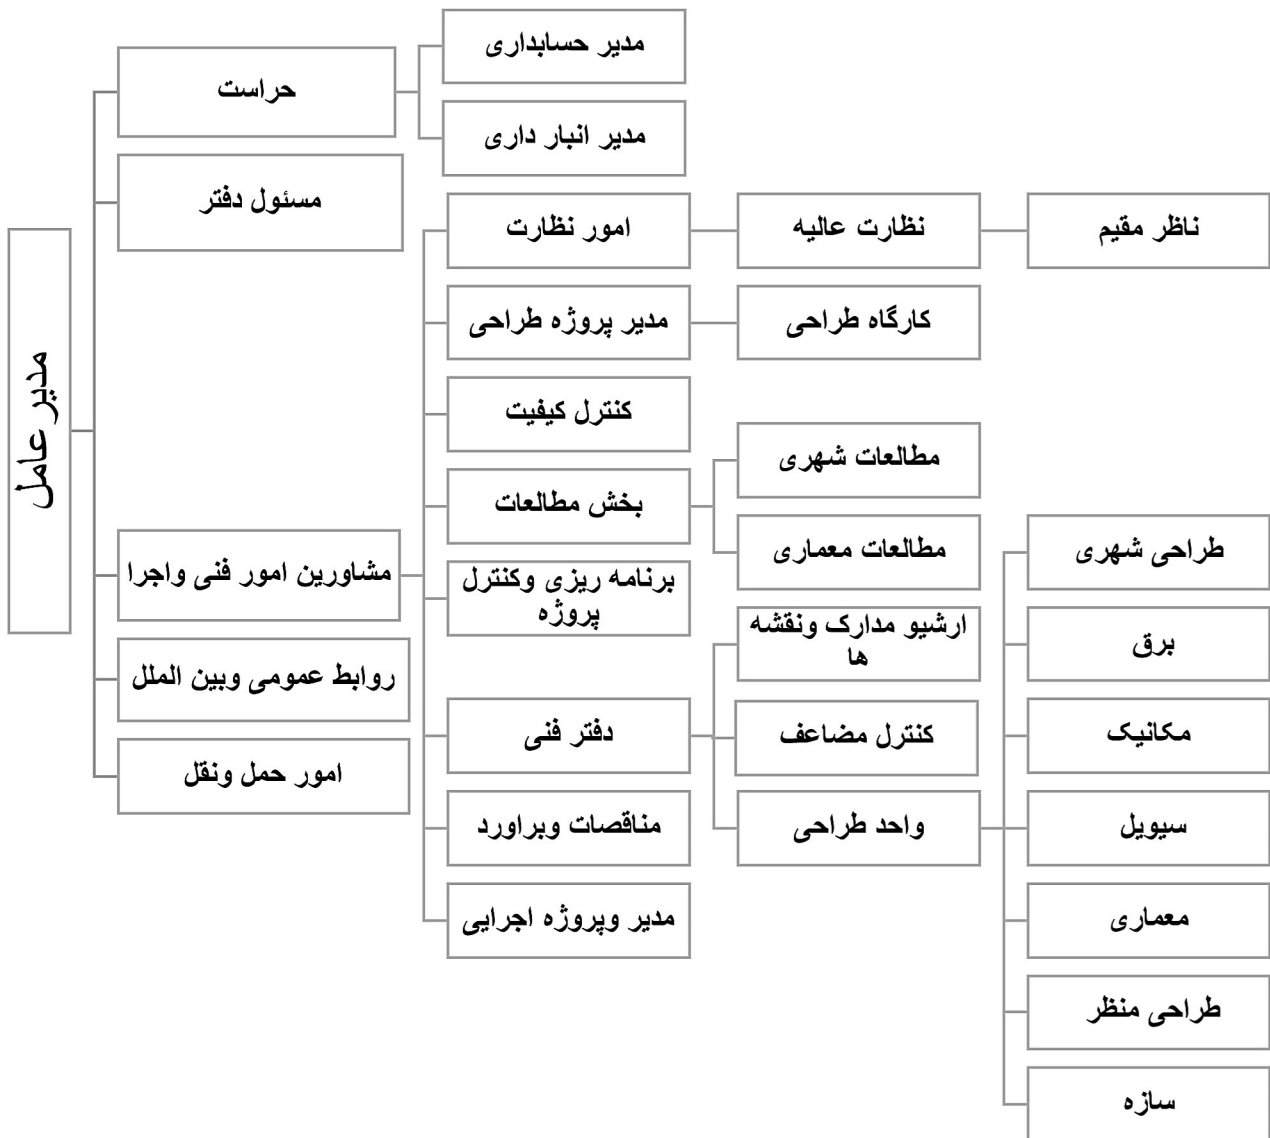 مدیر عامل
حراست
مدیر حسابداری
مدیر انبار داری
مسئول دفتر
مشاورین امور فنی واجرا
امور نظارت
نظارت عالیه
ناظر مقیم
مدیر پروژه طراحی
کارگاه طراحی
کنترل کیفیت
بخش مطالعات
مطالعات شهری
مطالعات معماری
برنامه ریزی وکنترل
پروژه
دفتر فنی
ارشیو مدارک ونقشه
ها
کنترل مضاعف
واحد طراحی
طراحی شهری
برق
مکانیک
سیویل
معماری
طراحی منظر
سازه
مناقصات وبراورد
مدیر وپروژه اجرایی
روابط عمومی وبین الملل
امور حمل ونقل